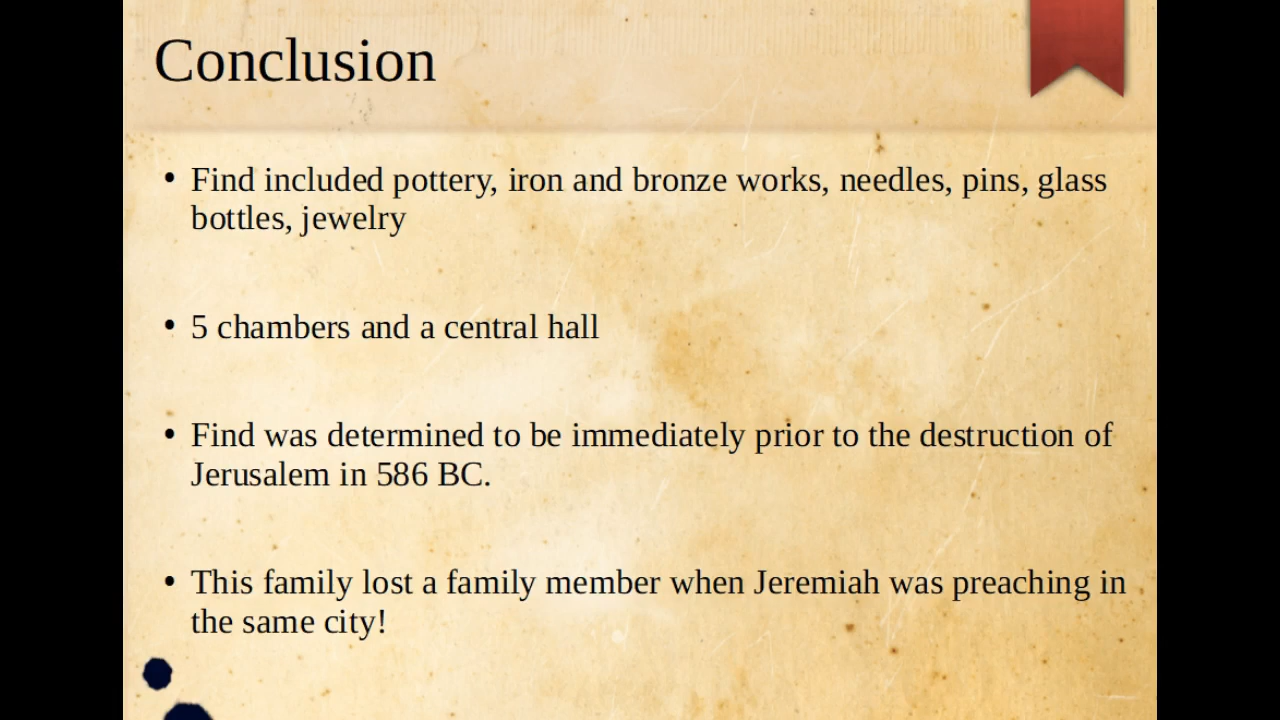 Conclusion
• Find included pottery, iron and bronze works, needles, pins, glass
bottles, jewelry
• 5 chambers and a central hall
• Find was determined to be immediately prior to the destruction of
Jerusalem in 586 BC.
• This family lost a family member when Jeremiah was preaching in
the same city!